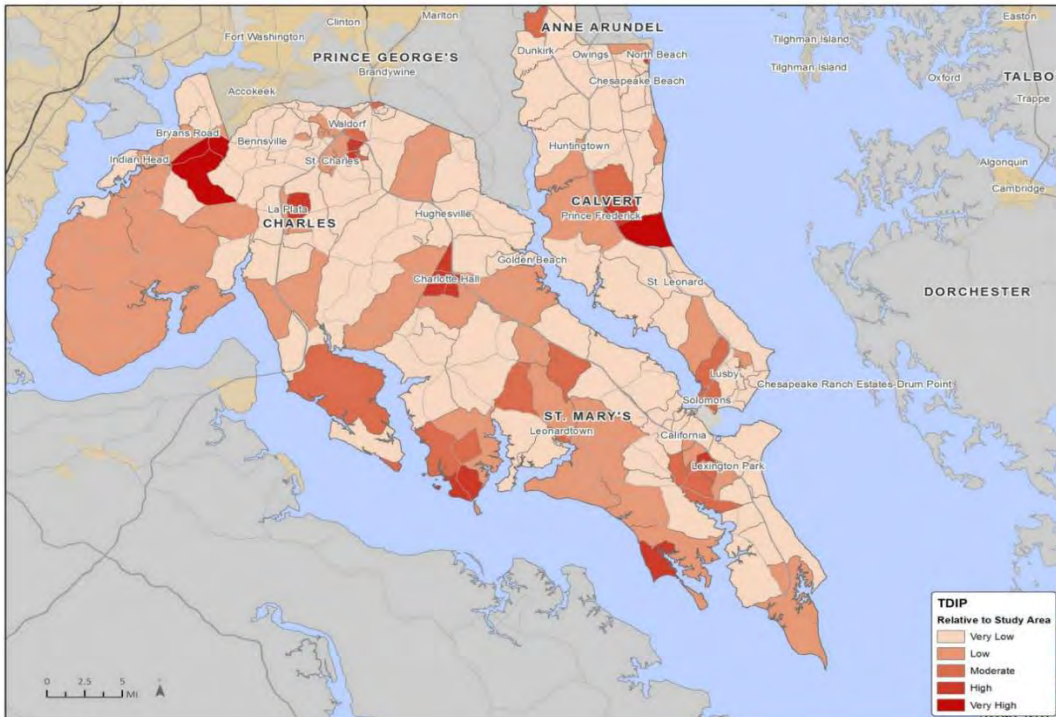 Clinton
Marlton
Easton
ANNE ARUNDEL
Fort Washington
Tilghman Island
PRINCE GEORGE'S
Dunkirk
Owings
North Beach
Brandywine
Tilghman Island
Oxford
TALBO
Chesapeake Beach
Accokeek
Trappe
Waldorf
Bryans Road
Bennsville
Huntingtown
Indian Head
St. Charles
Algonquin
Cambridge
CALVERT
La Plata
Hughesville
Prince Frederick
CHARLES
Golden Beach
Charlotte Hall
St. Leonard
DORCHESTER
Lusby
Chesapeake Ranch Estates-Drum Point
Solomons
ST. MARY'S
Leonardtown
California
Lexington Park
TDIP
Relative to Study Area
Very Low
Low
Moderate
High
Very High
0 2.5 5
MI